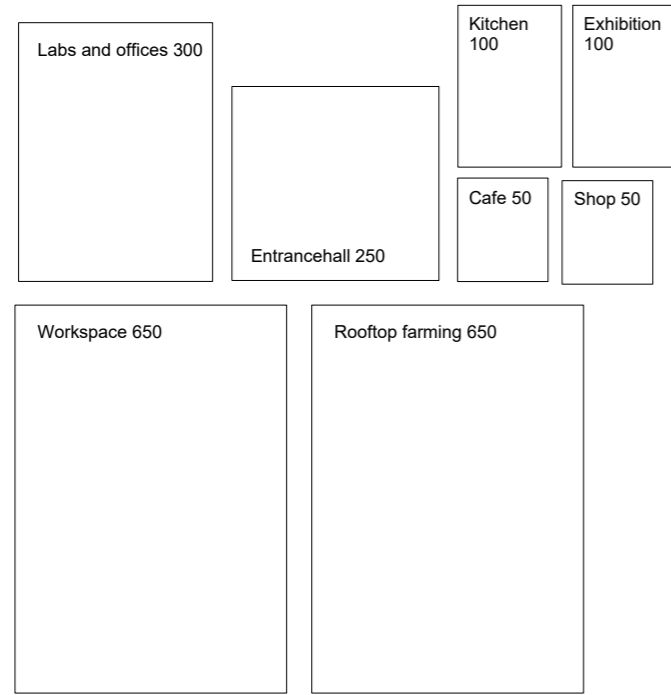 Labs and offices 300
Entrancehall 250
Kitchen
100
Exhibition
100
Cafe 50
Shop 50
Workspace 650
Rooftop farming 650